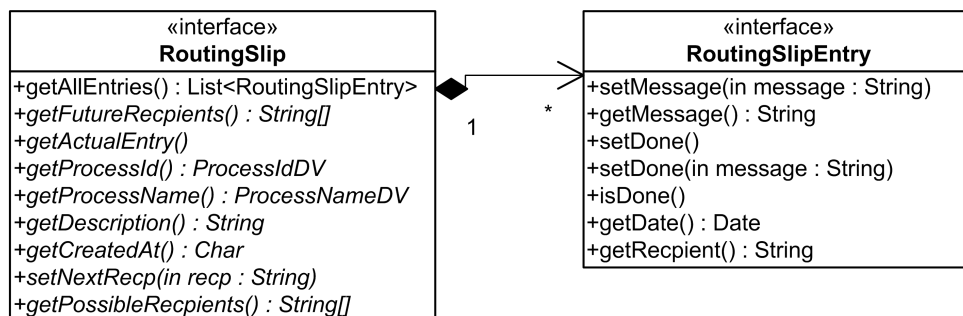 «interface»
RoutingSlip
+getAllEntries() : List<RoutingSlipEntry>
+getFutureRecpients() : String[]
+getActualEntry()
+getProcessId() : ProcessIdDV
+getProcessName() : ProcessNameDV
+getDescription() : String
+getCreatedAt() : Char
+setNextRecp(in recp : String)
+getPossibleRecpients() : String[]
1
*
«interface»
RoutingSlipEntry
+setMessage(in message : String)
+getMessage() : String
+setDone()
+setDone(in message : String)
+isDone()
+getDate() : Date
+getRecpient() : String